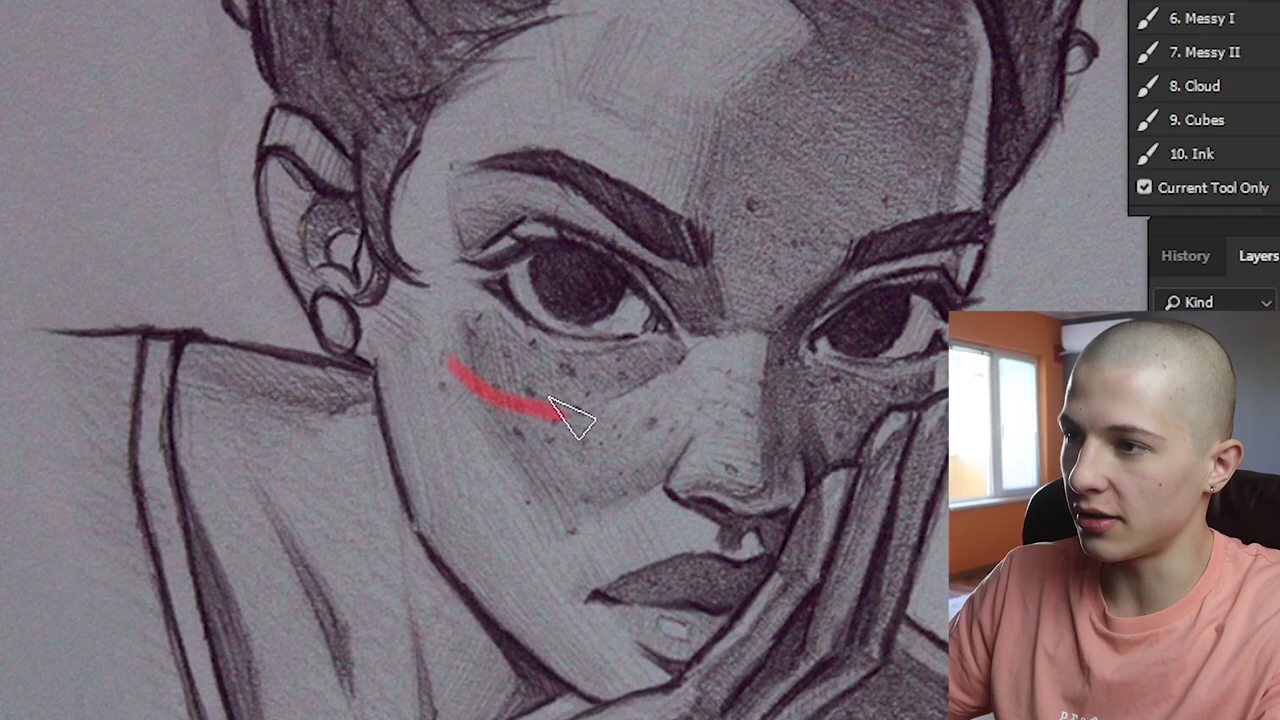 6. Messy I
7. Messy II
8. Cloud
9. Cubes
10. Ink
Current Tool Only
History
Layers
Kind